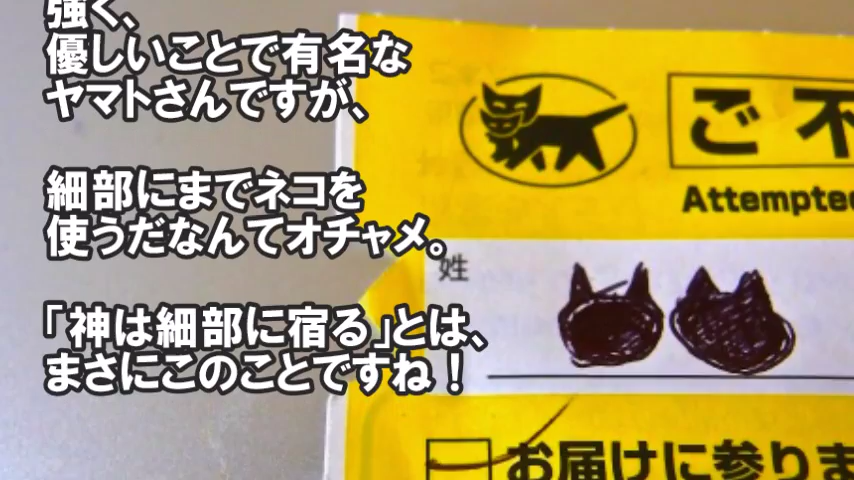 強く、
優しいことで有名な
ヤマトさんですが、
細部にまでネコを
使うだなんてオチャメ。
「神は細部に宿る」とは、
まさにこのことですね！
ご不
Attempted
姓
お届けに参りま